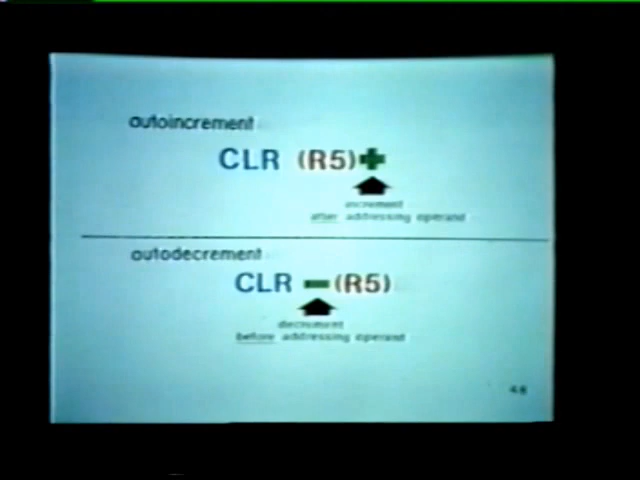 autoincrement
CLR (R5)+
increment
after addressing operand
autodecrement
CLR -(R5)
decrement
before addressing operand